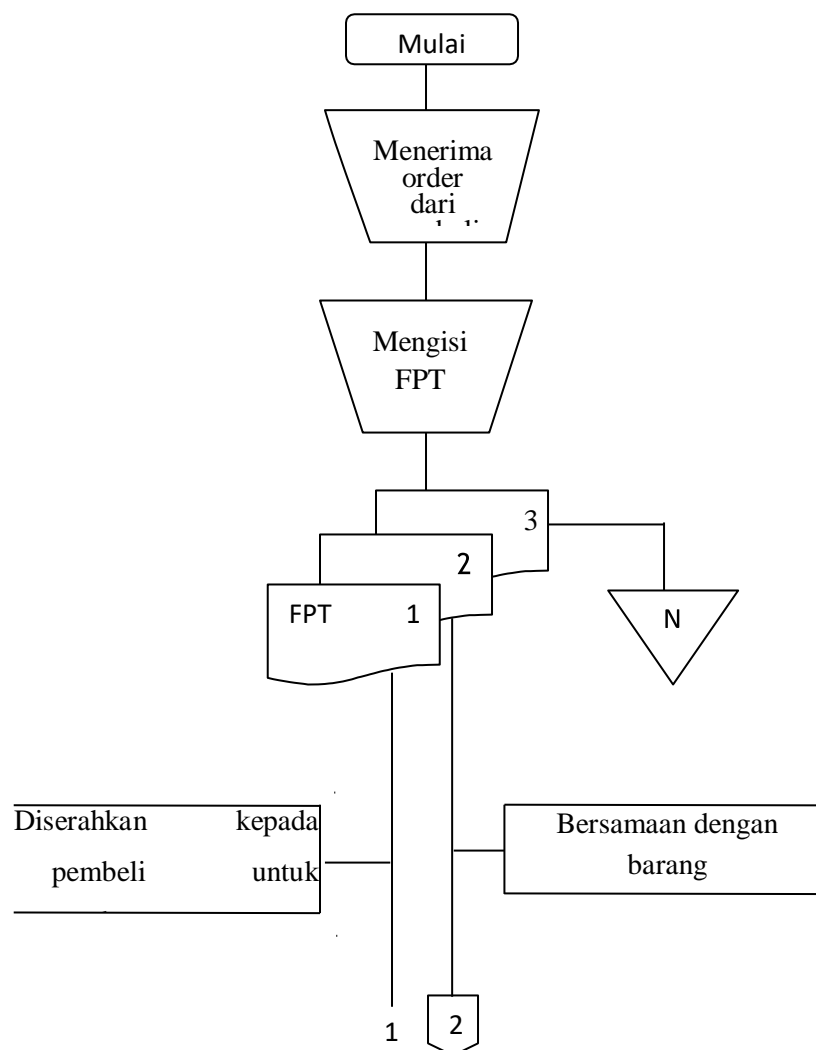 Mulai
Menerima
order
dari
Mengisi
FPT
3
2
FPT 1
N
Diserahkan kepada
pembeli untuk
Bersamaan dengan
barang
1
2